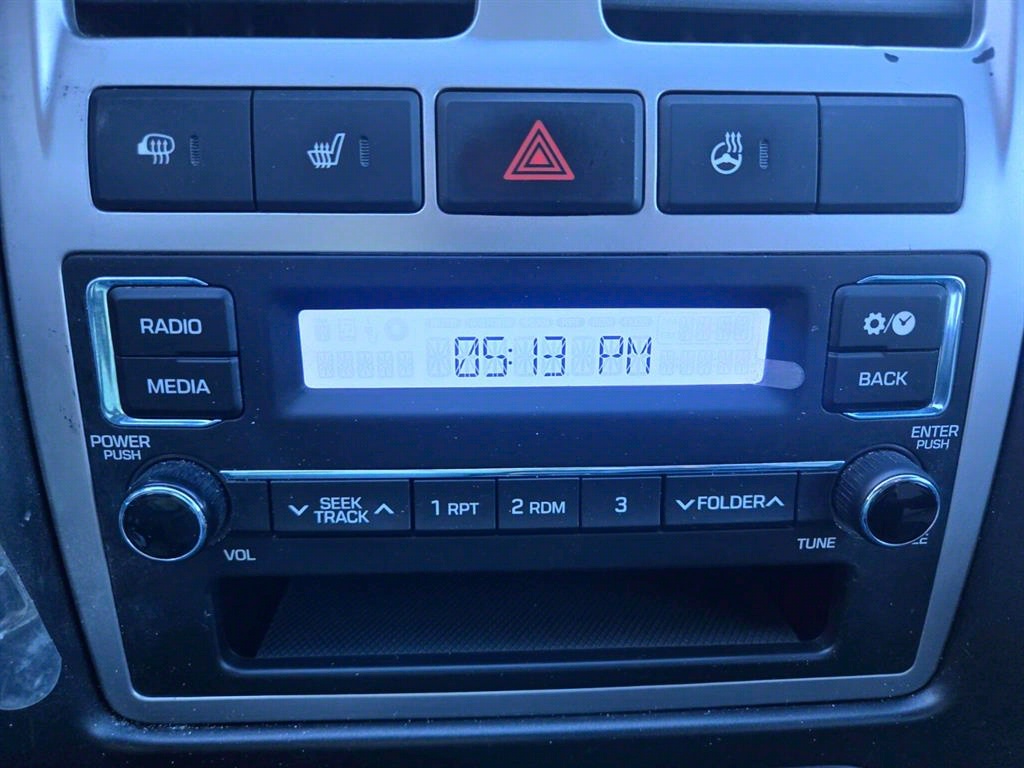 05:13 PM
RADIO
MEDIA
BACK
POWER
PUSH
ENTER
PUSH
SEEK
TRACK
1 RPT
2 RDM
3
FOLDER
VOL
TUNE